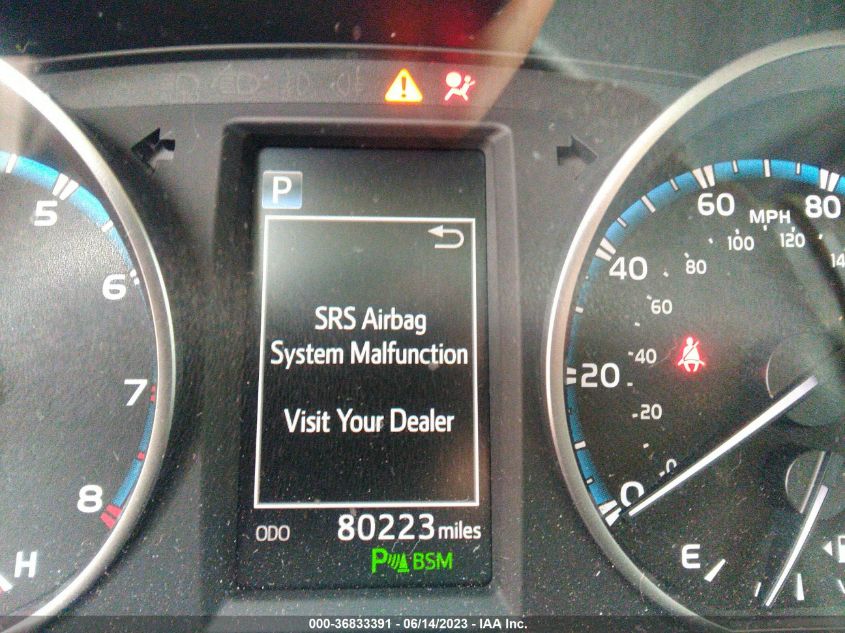 P
SRS Airbag
System Malfunction
Visit Your Dealer
ODO 80223 miles
P BSM
5
6
7
8
H
0
20
40
60
80
MPH
0
20
40
60
80
100
120
E
000-36833391 - 06/14/2023 - IAA Inc.